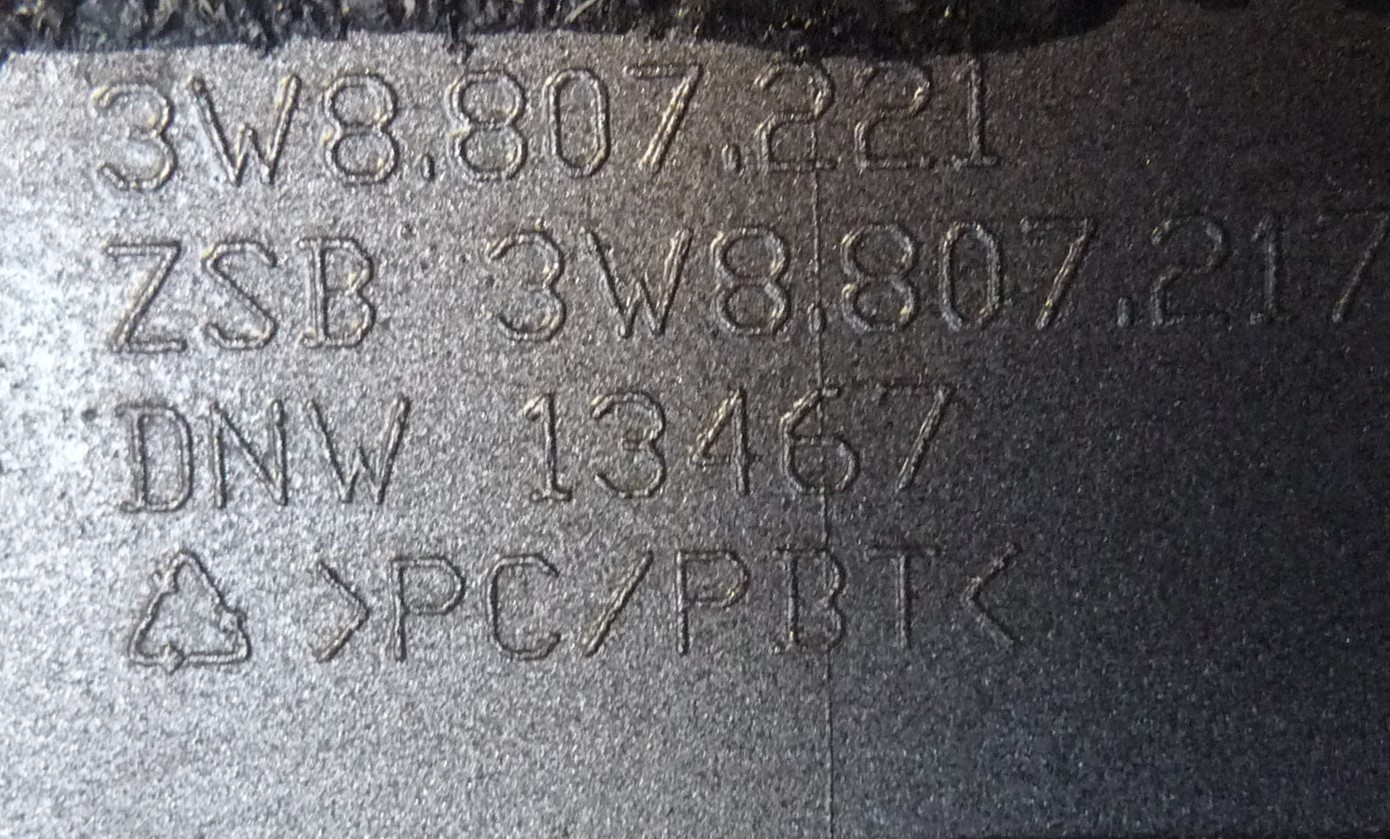 3W8.807.221
ZSB 3W8.807.217
DNW 13467
♺ >PC/PBT<